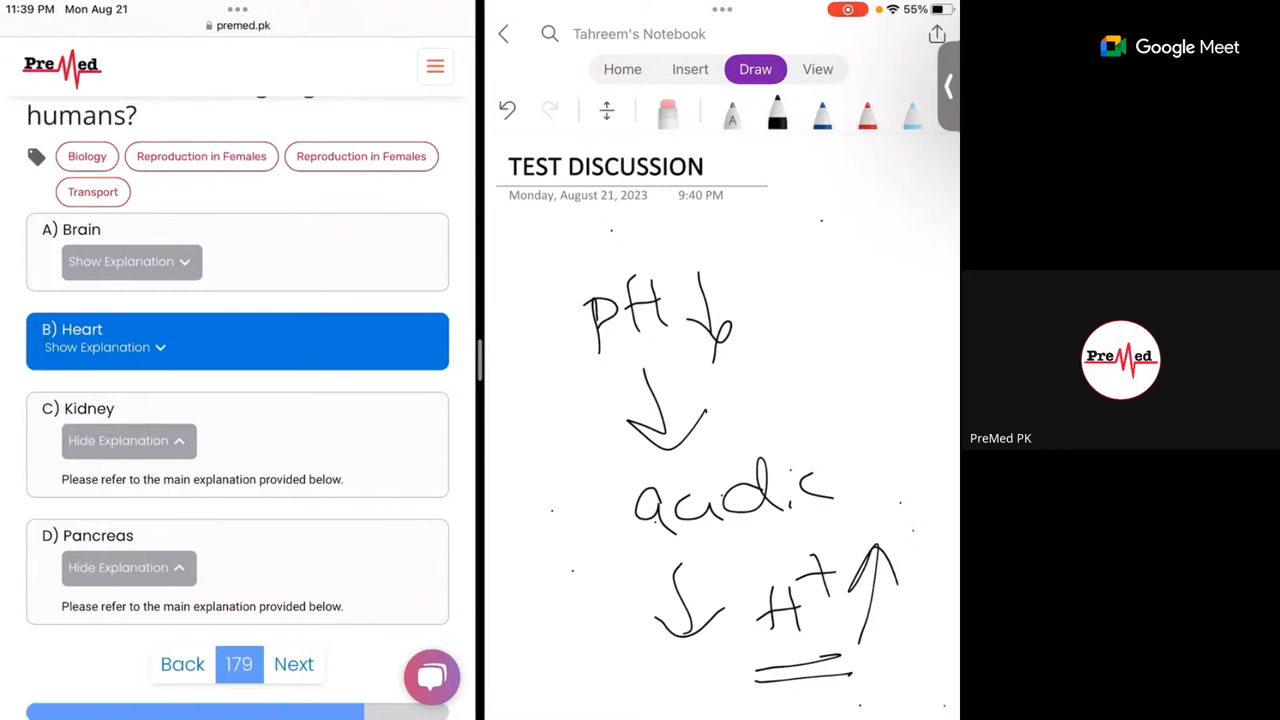 11:39 PM Mon Aug 21
premed.pk
PreMed
humans?
Biology
Reproduction in Females
Reproduction in Females
Transport
A) Brain
Show Explanation
B) Heart
Show Explanation
C) Kidney
Hide Explanation
Please refer to the main explanation provided below.
D) Pancreas
Hide Explanation
Please refer to the main explanation provided below.
Back 179 Next
55%
Tahreem's Notebook
Home Insert Draw View
A
TEST DISCUSSION
Monday, August 21, 2023 9:40 PM
pH ↓
↓
acidic
↓ H+ ↑
Google Meet
PreMed
PreMed PK